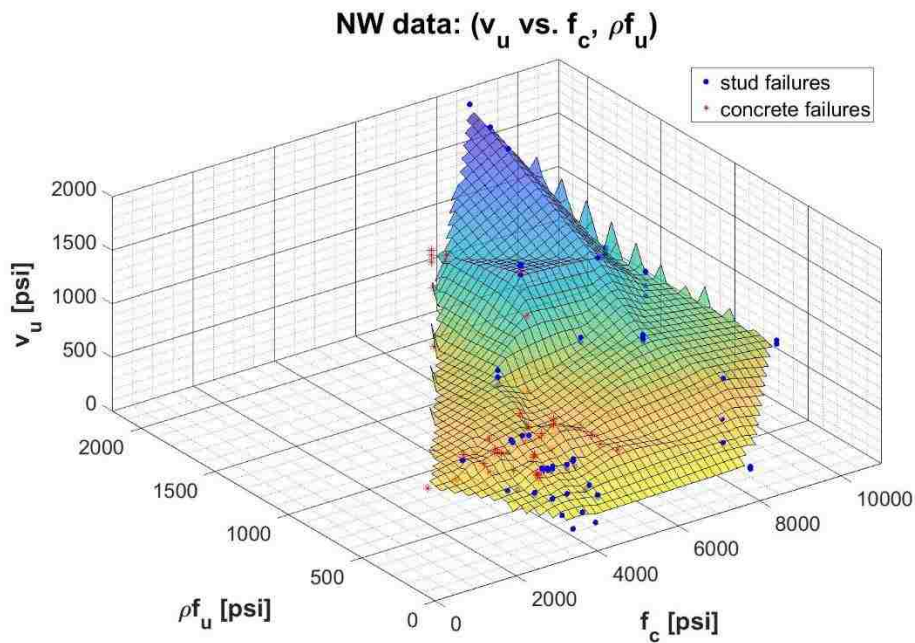 NW data: (v_u vs. f_c, ρf_u)
stud failures
concrete failures
2000
1500
1000
500
0
v_u [psi]
2000
1500
1000
500
0
ρf_u [psi]
0
2000
4000
6000
8000
10000
f_c [psi]